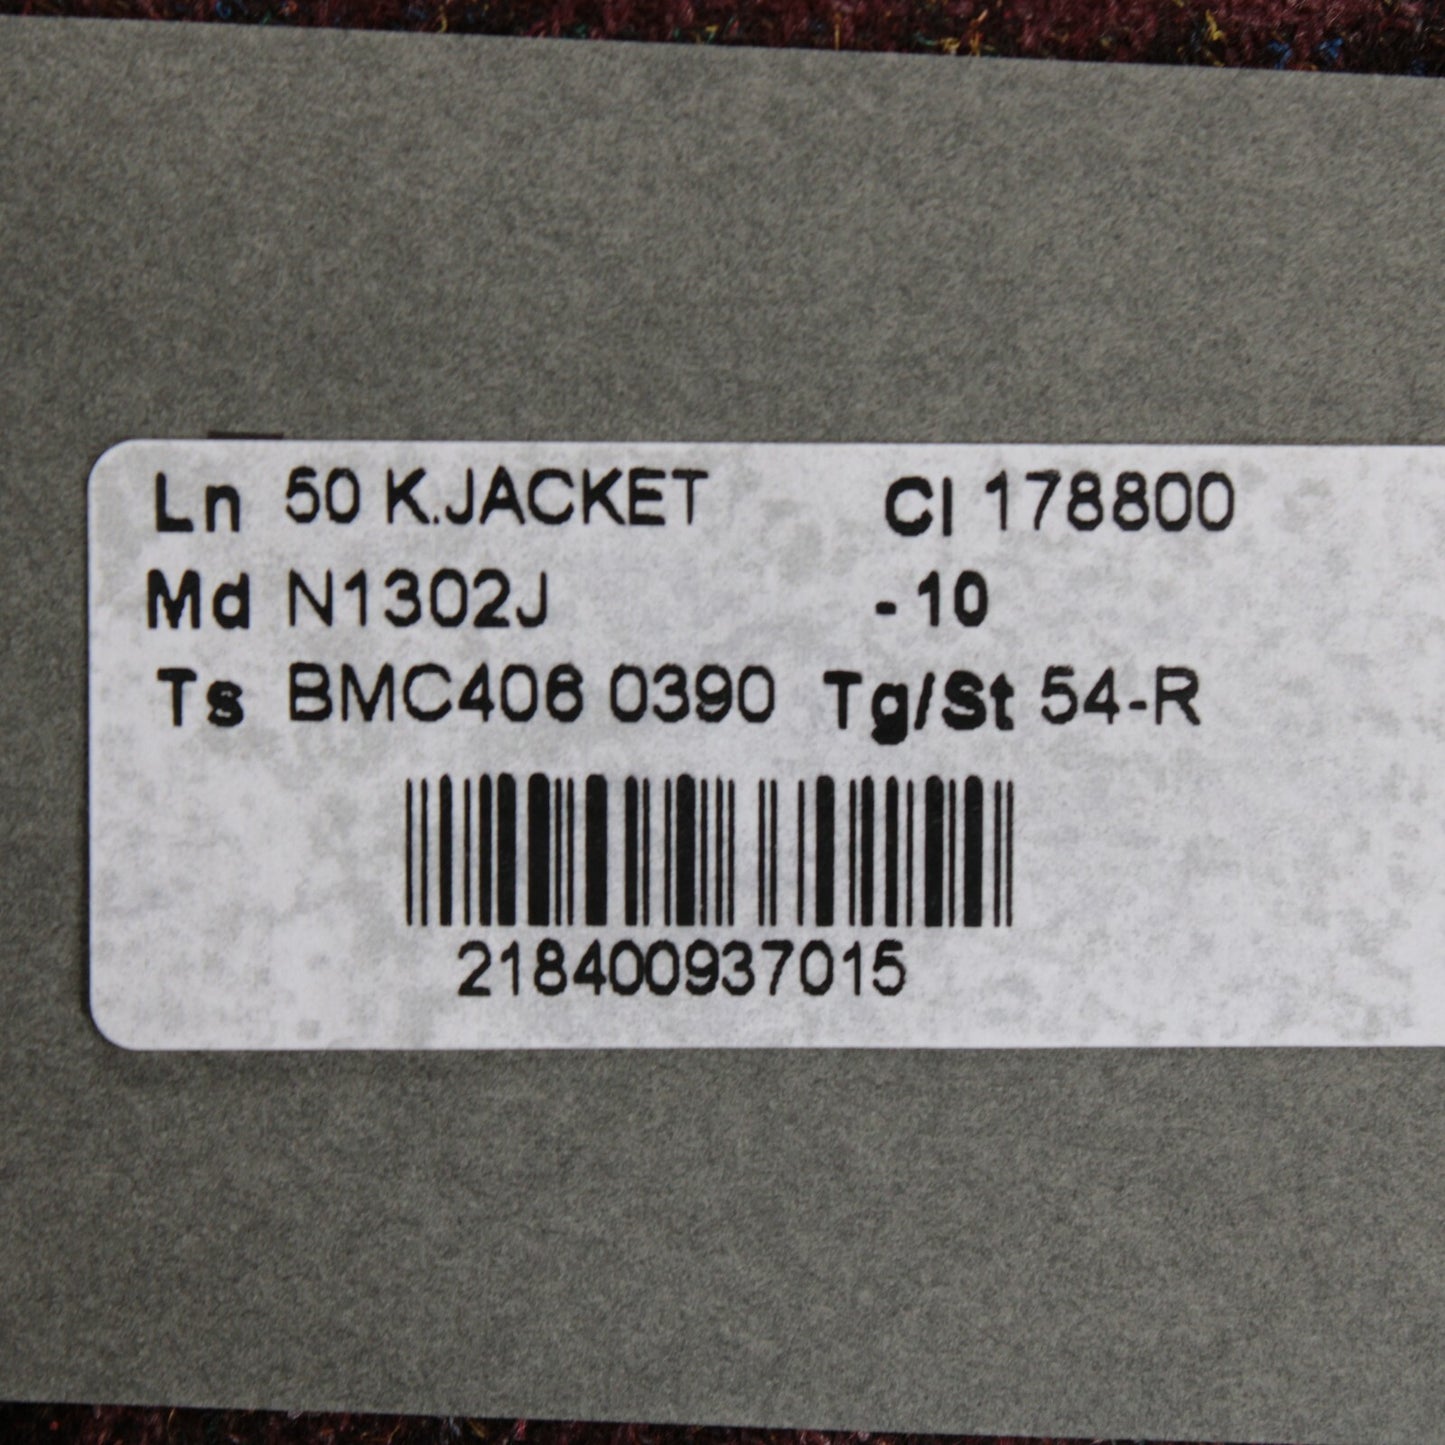 Ln 50 K.JACKET Cl 178800
Md N1302J - 10
Ts BMC406 0390 Tg/St 54-R
218400937015